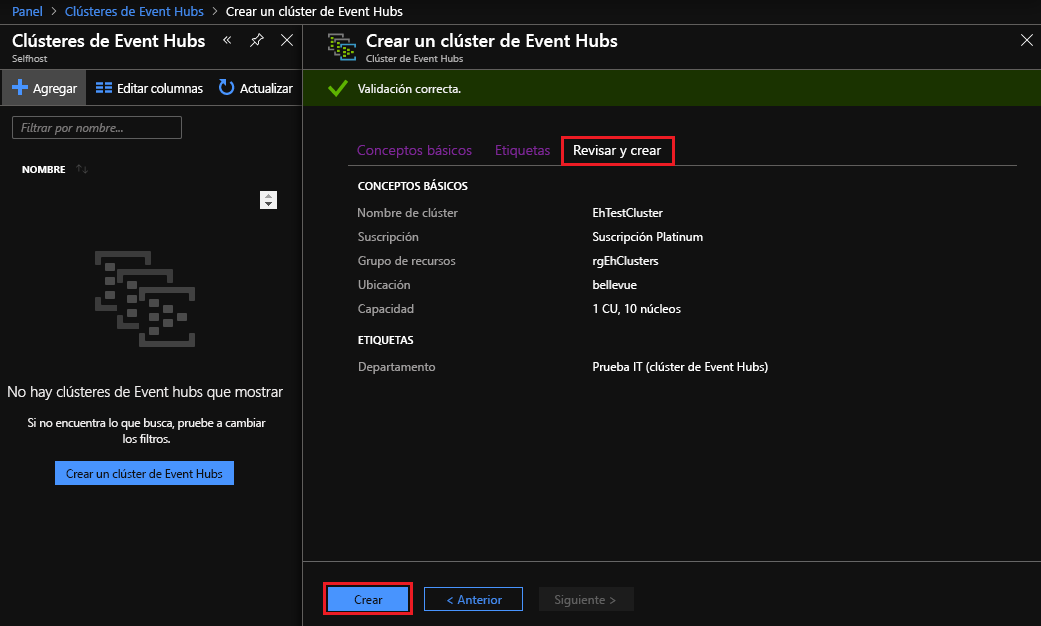 Panel > Clústeres de Event Hubs > Crear un clúster de Event Hubs
Clústeres de Event Hubs
Selfhost
Agregar Editar columnas Actualizar
Filtrar por nombre...
NOMBRE
No hay clústeres de Event hubs que mostrar
Si no encuentra lo que busca, pruebe a cambiar
los filtros.
Crear un clúster de Event Hubs
Crear un clúster de Event Hubs
Clúster de Event Hubs
Validación correcta.
Conceptos básicos Etiquetas Revisar y crear
CONCEPTOS BÁSICOS
Nombre de clúster EhTestCluster
Suscripción Suscripción Platinum
Grupo de recursos rgEhClusters
Ubicación bellevue
Capacidad 1 CU, 10 núcleos
ETIQUETAS
Departamento Prueba IT (clúster de Event Hubs)
Crear < Anterior Siguiente >